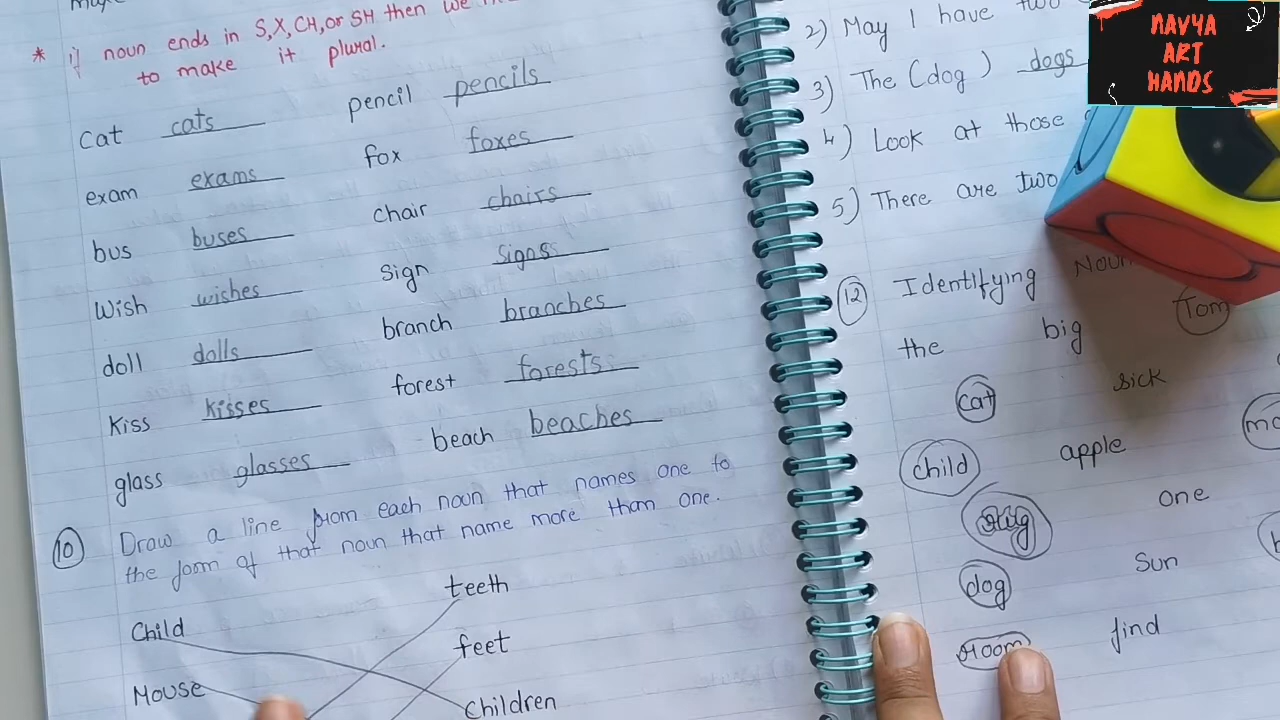 * if noun ends in S,X,CH,or SH then we
to make it plural.
cat cats pencil pencils
exam exams fox foxes
bus buses chair chairs
Wish wishes sign signs
doll dolls branch branches
Kiss kisses forest forests
glass glasses beach beaches
10 Draw a line from each noun that names one to
the form of that noun that name more than one.
Child teeth
Mouse feet
Children
2) May I have two
3) The (dog) dogs
4) Look at those
5) There are two
12 Identifying Noun
the big Tom
cat sick
child apple
rug one
dog Sun
room find
NAVYA
ART
HANDS